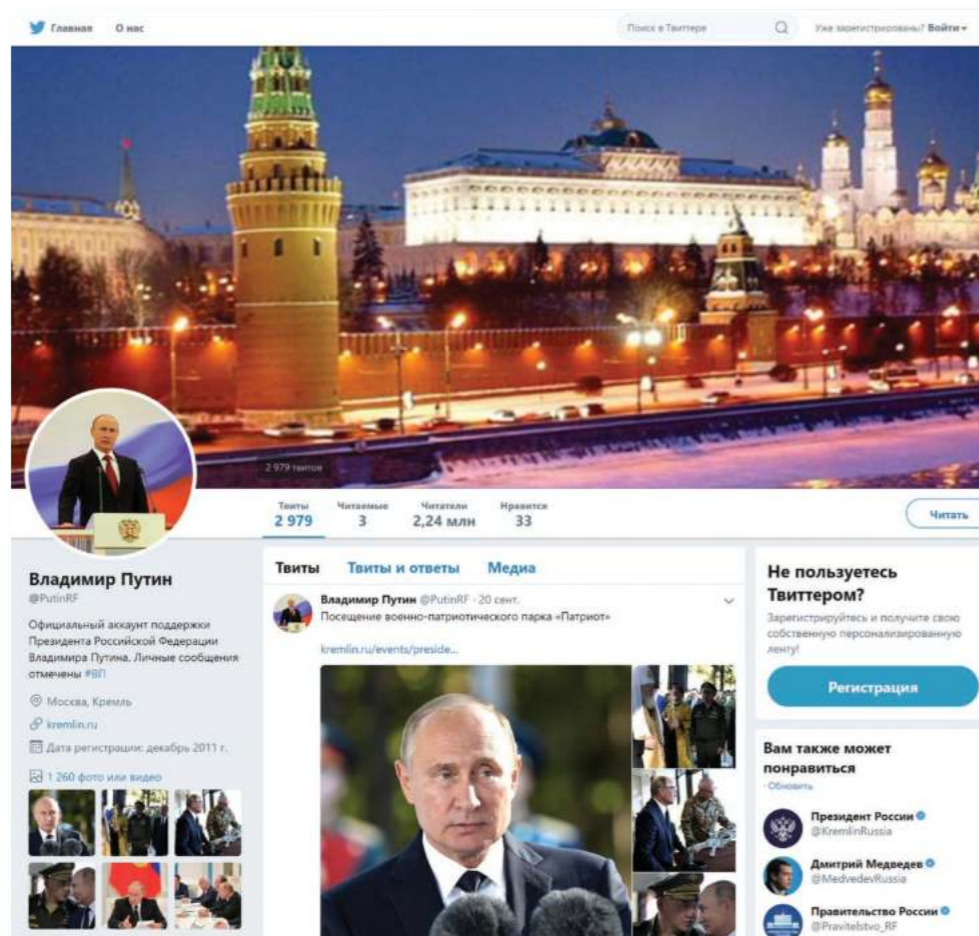 Главная О нас
Поиск в Твиттере
Уже зарегистрированы? Войти
2 979 твитов
Твиты Читаемые Читатели Нравится
2 979 3 2,24 млн 33
Читать
Владимир Путин
@PutinRF
Официальный аккаунт поддержки
Президента Российской Федерации
Владимира Путина. Личные сообщения
отмечены #ВП
Москва, Кремль
kremlin.ru
Дата регистрации: декабрь 2011 г.
1 260 фото или видео
Твиты Твиты и ответы Медиа
Владимир Путин @PutinRF · 20 сент.
Посещение военно-патриотического парка «Патриот»
kremlin.ru/events/preside...
Не пользуетесь
Твиттером?
Зарегистрируйтесь и получите свою
собственную персонализированную
ленту!
Регистрация
Вам также может
понравиться
· Обновить
Президент России
@KremlinRussia
Дмитрий Медведев
@MedvedevRussia
Правительство России
@Pravitelstvo_RF